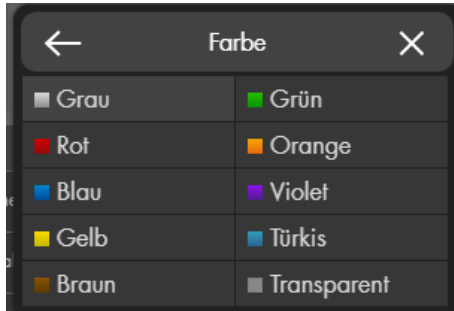 Farbe
Grau
Grün
Rot
Orange
Blau
Violet
Gelb
Türkis
Braun
Transparent